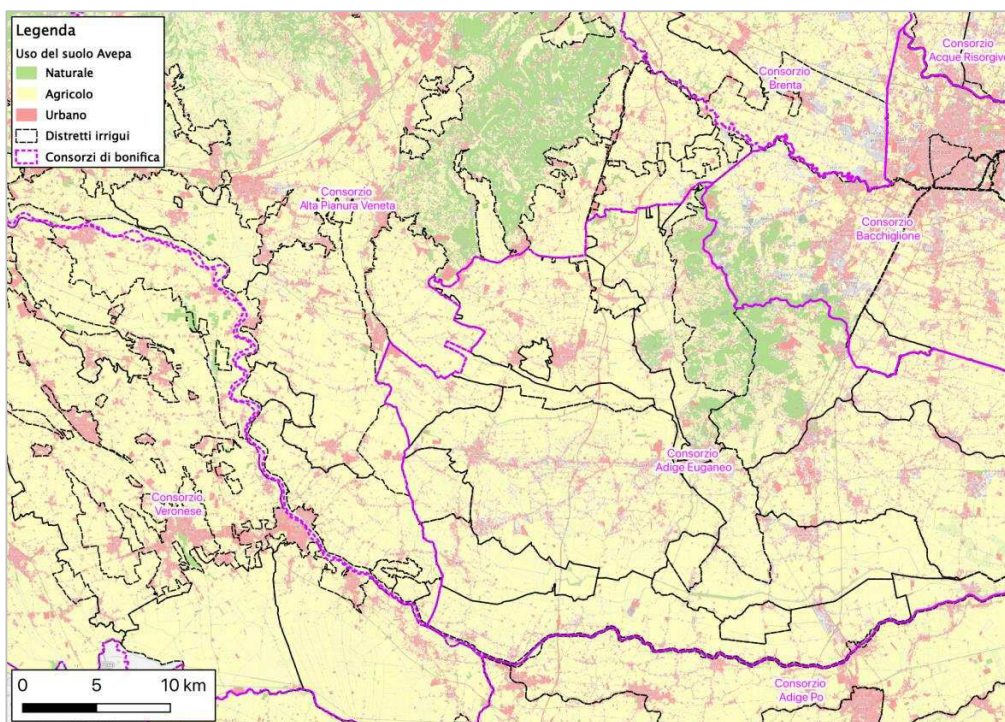 Legenda
Uso del suolo Avepa
Naturale
Agricolo
Urbano
Distretti irrigui
Consorzi di bonifica
Consorzio
Acque Risorgive
Consorzio
Brenta
Consorzio
Alta Pianura Veneta
Consorzio
Bacchiglione
Consorzio
Adige Euganeo
Consorzio
Veronese
Consorzio
Adige Po
0 5 10 km